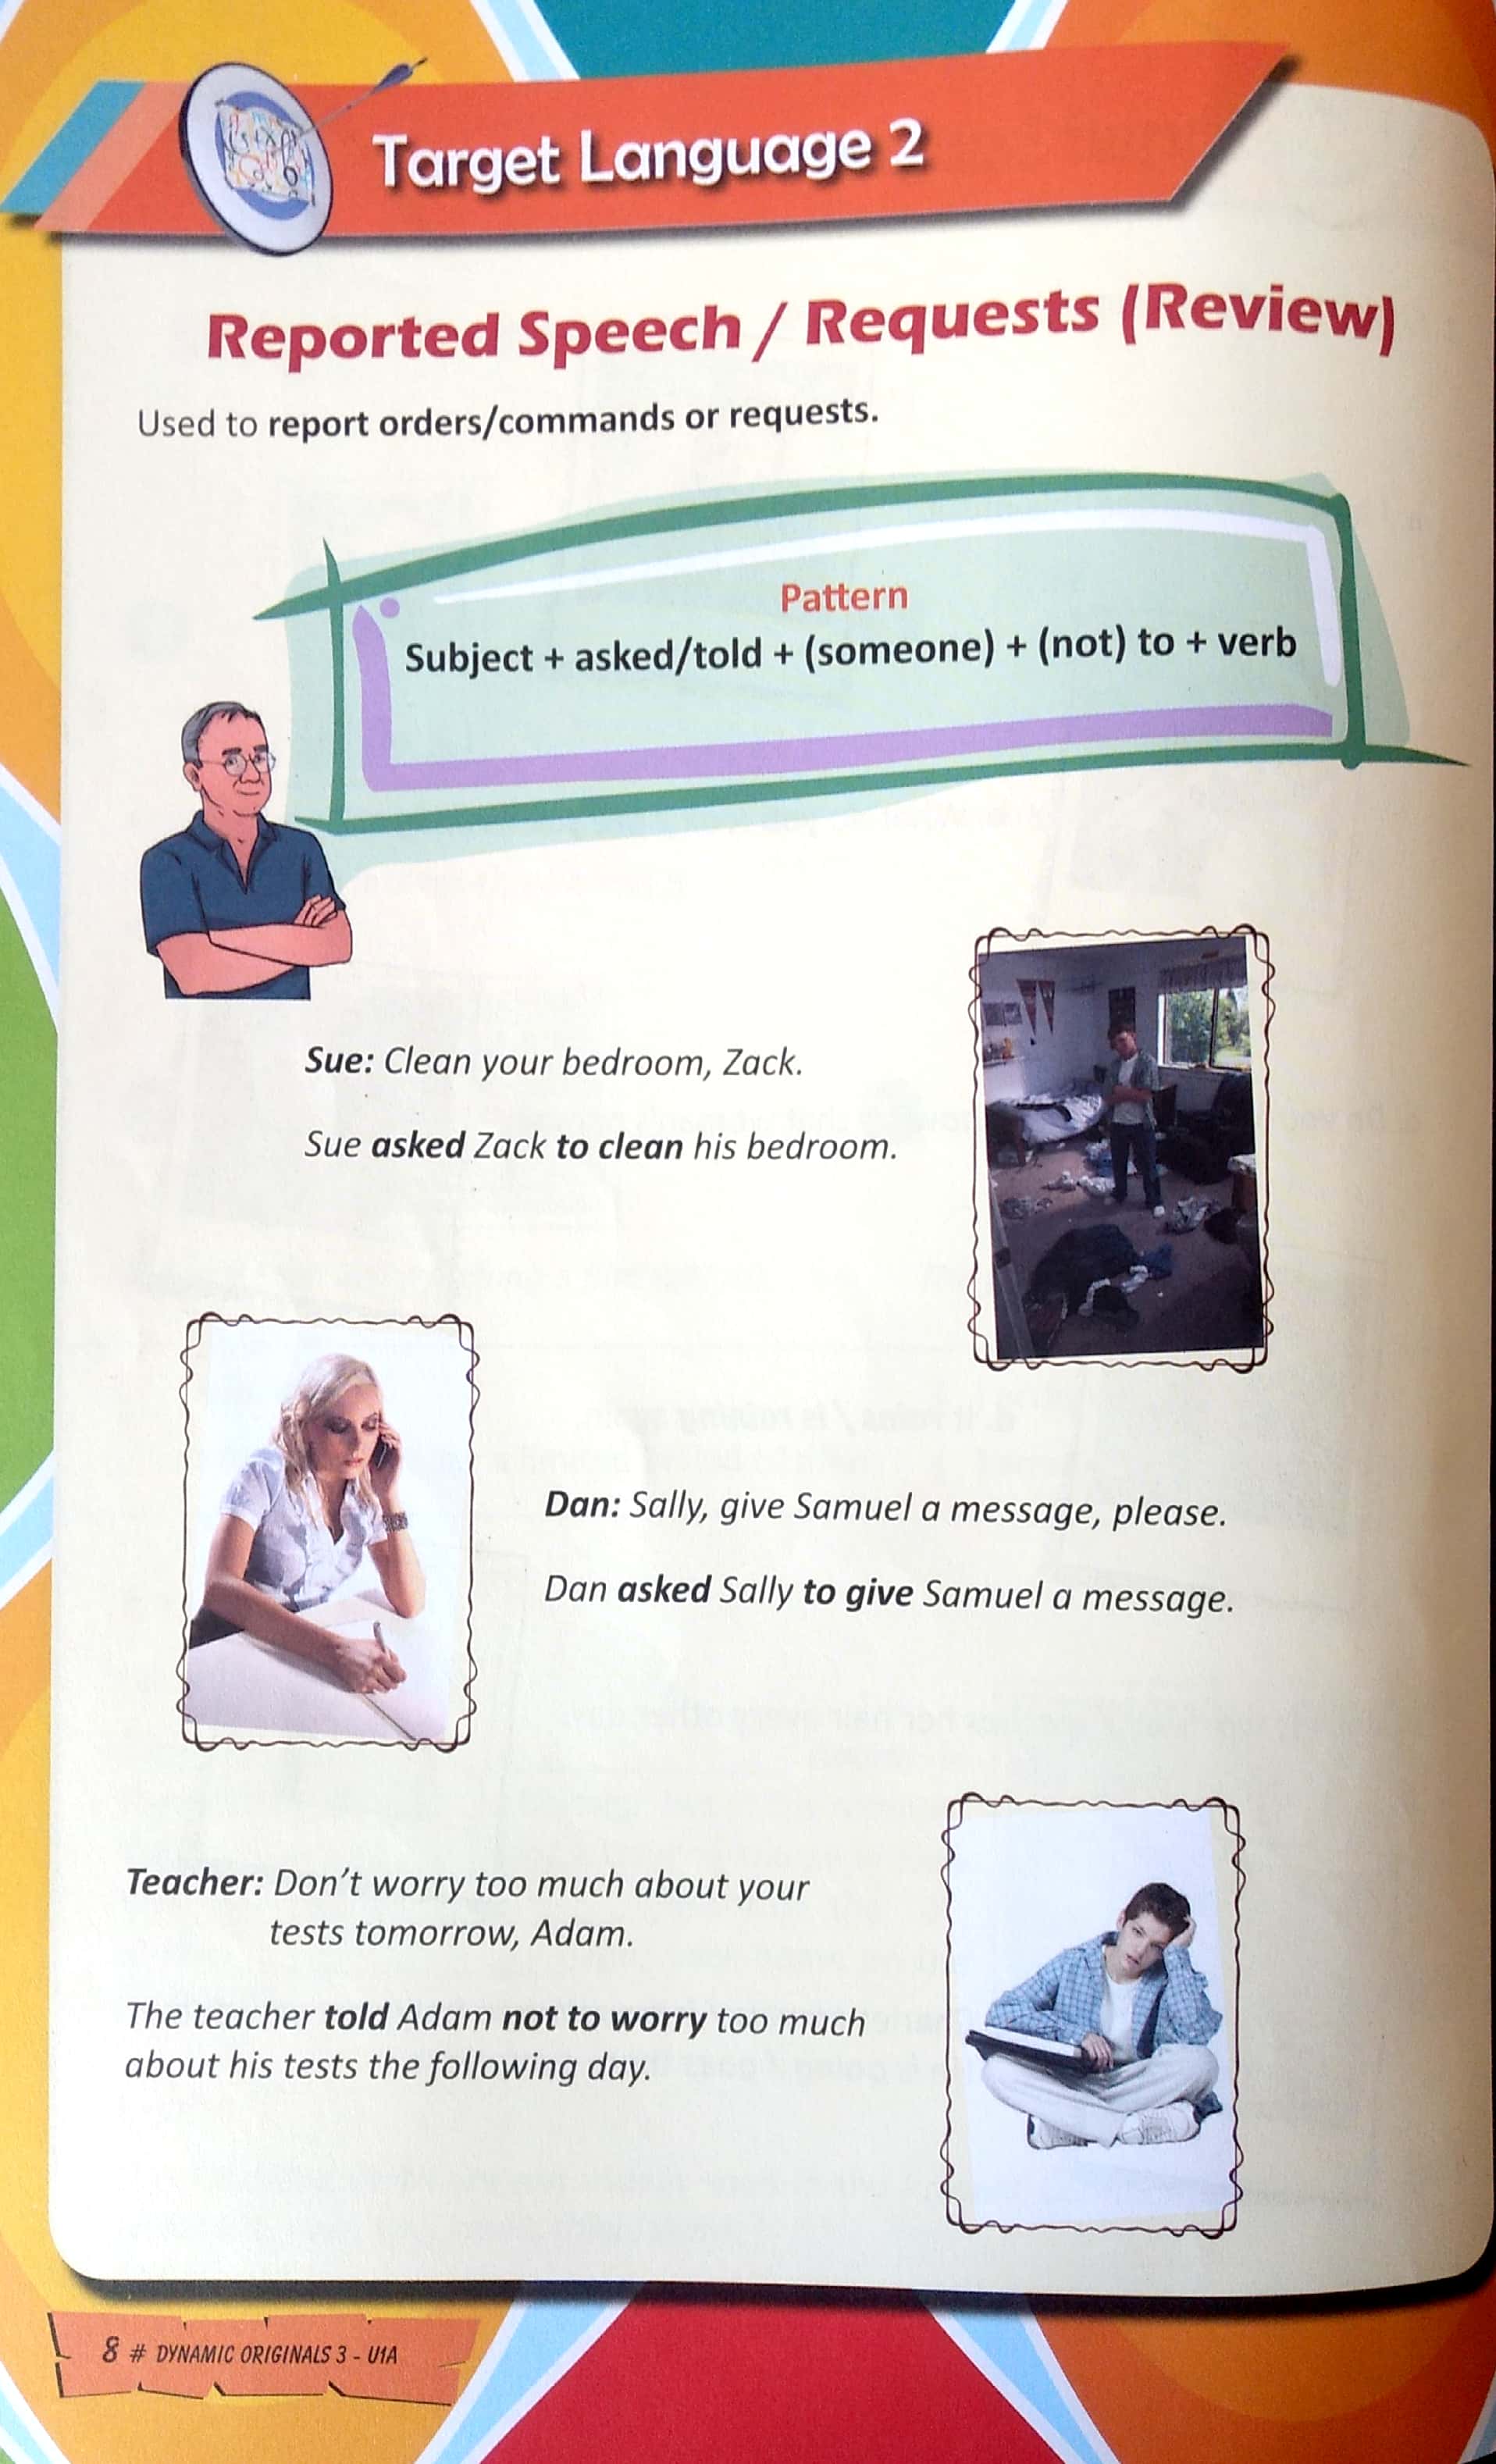 Target Language 2
Reported Speech / Requests (Review)
Used to report orders/commands or requests.
Pattern
Subject + asked/told + (someone) + (not) to + verb
Sue: Clean your bedroom, Zack.
Sue asked Zack to clean his bedroom.
Dan: Sally, give Samuel a message, please.
Dan asked Sally to give Samuel a message.
Teacher: Don't worry too much about your
tests tomorrow, Adam.
The teacher told Adam not to worry too much
about his tests the following day.
8 # DYNAMIC ORIGINALS 3 - U1A